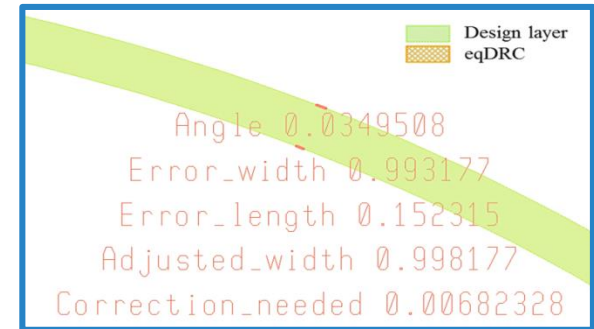 Design layer
eqDRC
Angle 0.0349508
Error_width 0.993177
Error_length 0.152315
Adjusted_width 0.998177
Correction_needed 0.00682328